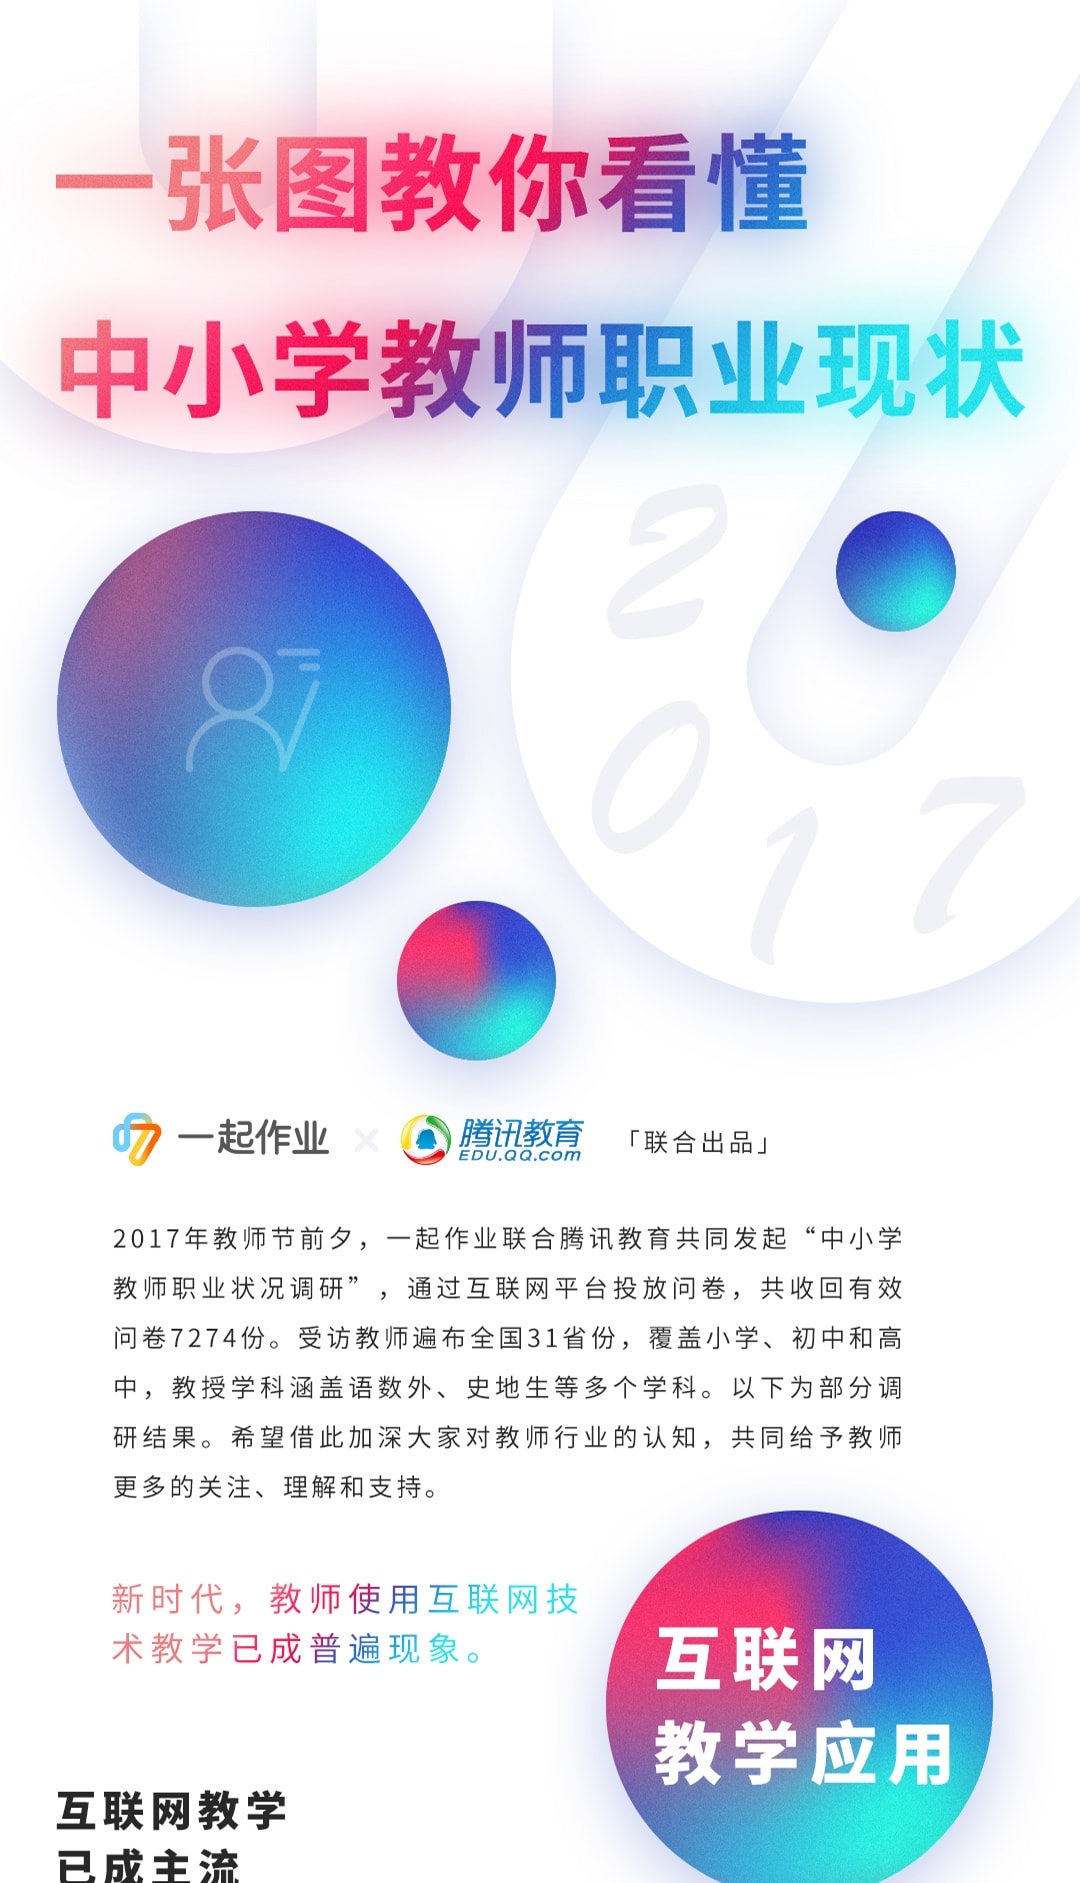 一张图教你看懂
中小学教师职业现状
2
0
1
7
一起作业 × 腾讯教育 「联合出品」
EDU.QQ.com
2017年教师节前夕，一起作业联合腾讯教育共同发起“中小学
教师职业状况调研”，通过互联网平台投放问卷，共收回有效
问卷7274份。受访教师遍布全国31省份，覆盖小学、初中和高
中，教授学科涵盖语数外、史地生等多个学科。以下为部分调
研结果。希望借此加深大家对教师行业的认知，共同给予教师
更多的关注、理解和支持。
新时代，教师使用互联网技
术教学已成普遍现象。
互联网
教学应用
互联网教学
已成主流